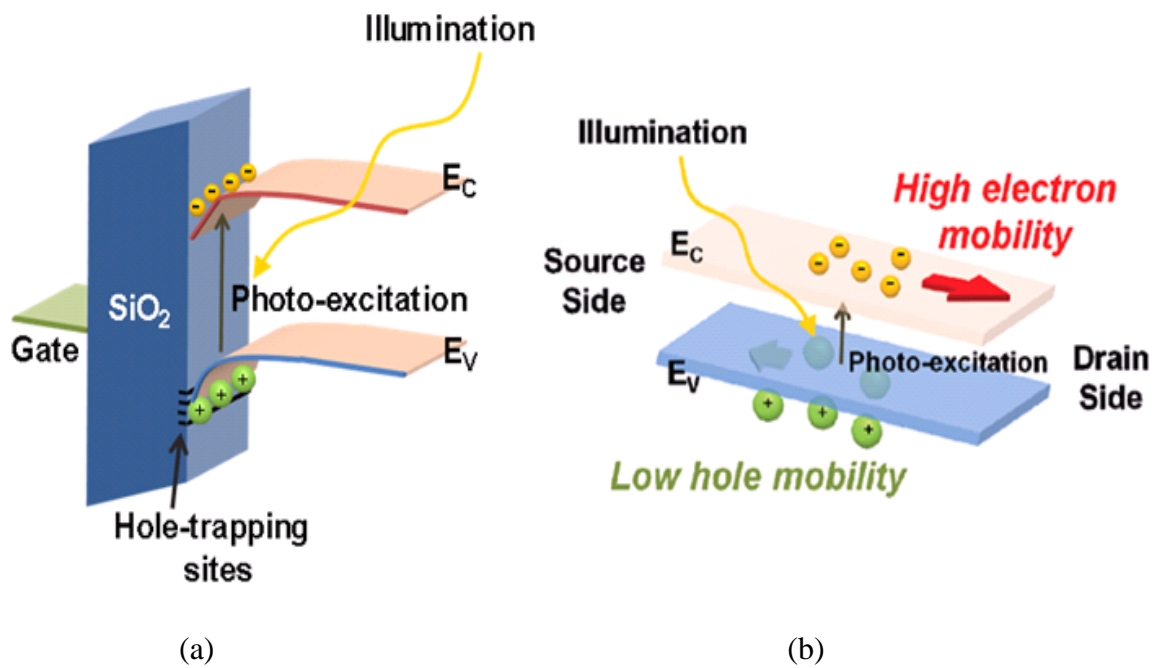 Illumination
E_C
Photo-excitation
SiO₂
Gate
E_V
Hole-trapping
sites
(a)
Illumination
High electron
mobility
E_C
Source
Side
Photo-excitation
E_V
Drain
Side
Low hole mobility
(b)